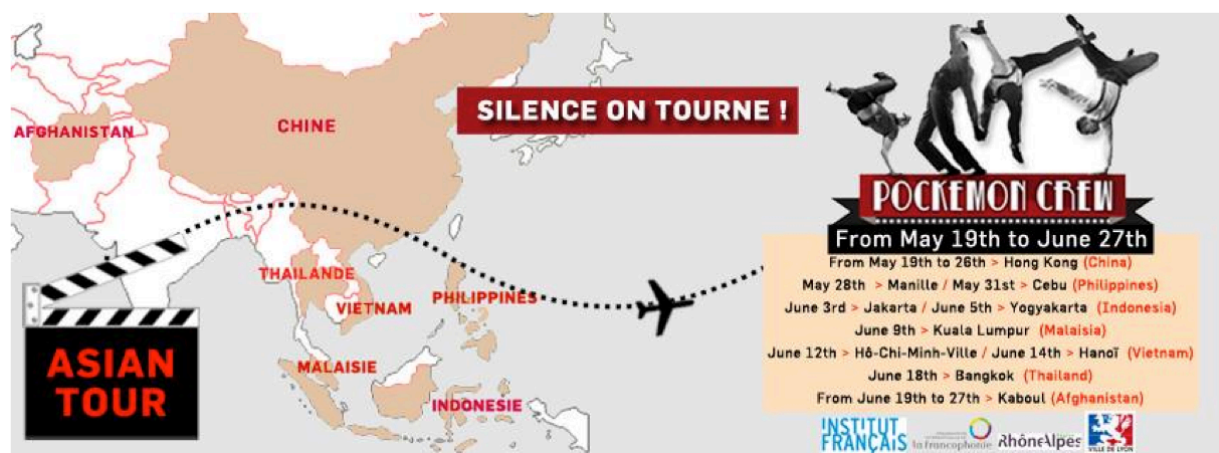 AFGHANISTAN
CHINE
THAILANDE
VIETNAM
PHILIPPINES
MALAISIE
INDONESIE
ASIAN
TOUR
SILENCE ON TOURNE !
POCKEMON CREW
From May 19th to June 27th
From May 19th to 26th > Hong Kong (China)
May 28th > Manille / May 31st > Cebu (Philippines)
June 3rd > Jakarta / June 5th > Yogyakarta (Indonesia)
June 9th > Kuala Lumpur (Malaisia)
June 12th > Hô-Chi-Minh-Ville / June 14th > Hanoï (Vietnam)
June 18th > Bangkok (Thailand)
From June 19th to 27th > Kaboul (Afghanistan)
INSTITUT
FRANÇAIS
la francophonie
RhôneAlpes
VILLE DE LYON